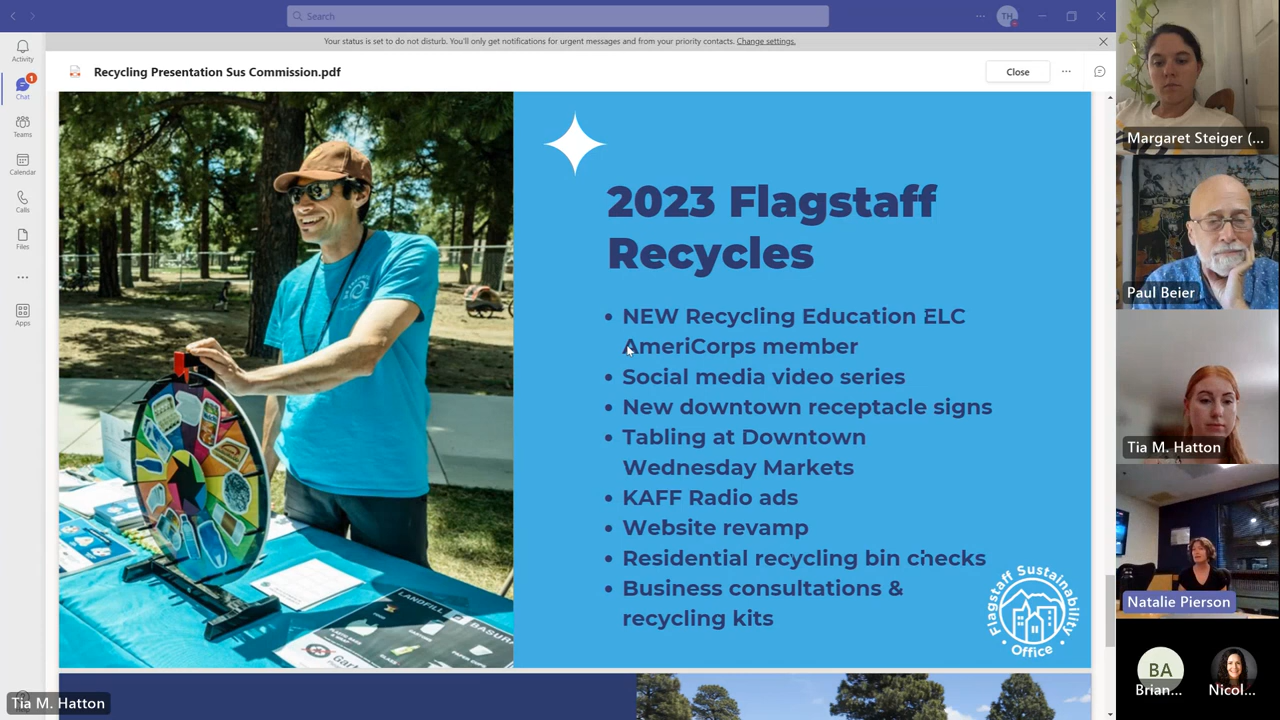 Search
TH
Your status is set to do not disturb. You'll only get notifications for urgent messages and from your priority contacts. Change settings.
Activity
Chat
1
Teams
Calendar
Calls
Files
Apps
Recycling Presentation Sus Commission.pdf
Close
2023 Flagstaff
Recycles
• NEW Recycling Education ELC
AmeriCorps member
• Social media video series
• New downtown receptacle signs
• Tabling at Downtown
Wednesday Markets
• KAFF Radio ads
• Website revamp
• Residential recycling bin checks
• Business consultations &
recycling kits
Flagstaff Sustainability
Office
LANDFILL
BASURA
Tia M. Hatton
Margaret Steiger (...
Paul Beier
Tia M. Hatton
Natalie Pierson
BA
Brian...
Nicol...